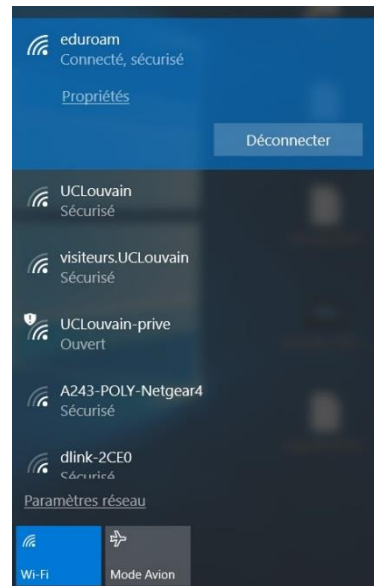 eduroam
Connecté, sécurisé
Propriétés
Déconnecter
UCLouvain
Sécurisé
visiteurs.UCLouvain
Sécurisé
UCLouvain-prive
Ouvert
A243-POLY-Netgear4
Sécurisé
dlink-2CE0
Sécurisé
Paramètres réseau
Wi-Fi
Mode Avion